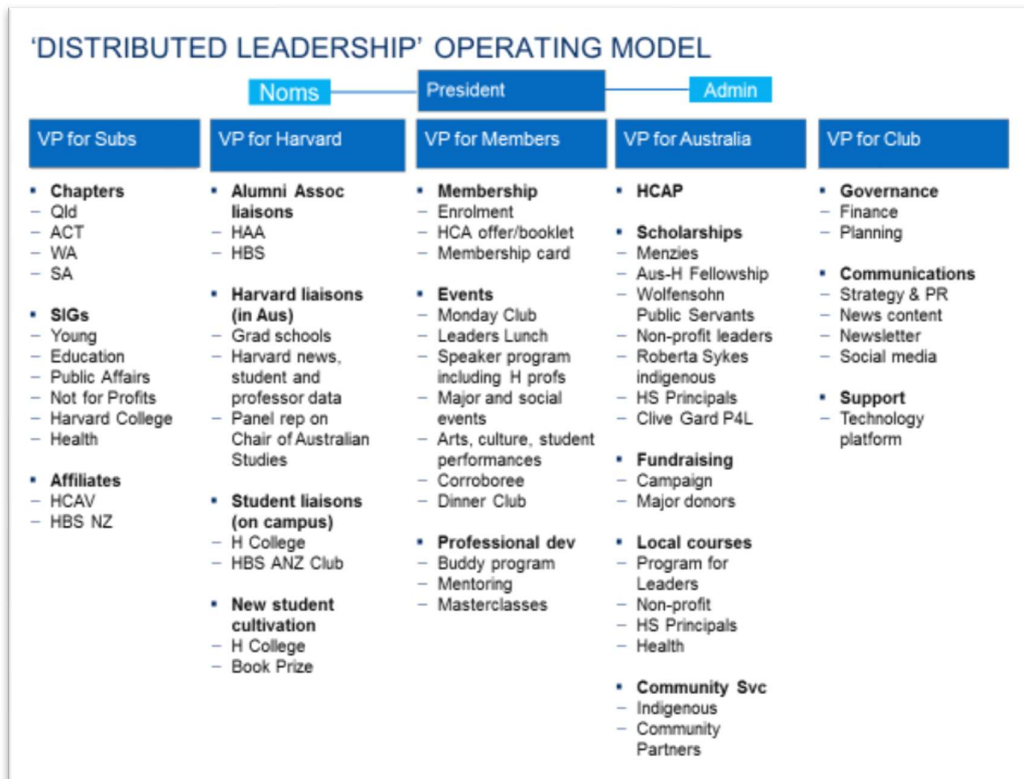 ‘DISTRIBUTED LEADERSHIP’ OPERATING MODEL
Noms
President
Admin
VP for Subs
▪ Chapters
– Qld
– ACT
– WA
– SA
▪ SIGs
– Young
– Education
– Public Affairs
– Not for Profits
– Harvard College
– Health
▪ Affiliates
– HCAV
– HBS NZ
VP for Harvard
▪ Alumni Assoc
liaisons
– HAA
– HBS
▪ Harvard liaisons
(in Aus)
– Grad schools
– Harvard news,
student and
professor data
– Panel rep on
Chair of Australian
Studies
▪ Student liaisons
(on campus)
– H College
– HBS ANZ Club
▪ New student
cultivation
– H College
– Book Prize
VP for Members
▪ Membership
– Enrolment
– HCA offer/booklet
– Membership card
▪ Events
– Monday Club
– Leaders Lunch
– Speaker program
including H profs
– Major and social
events
– Arts, culture, student
performances
– Corroboree
– Dinner Club
▪ Professional dev
– Buddy program
– Mentoring
– Masterclasses
VP for Australia
▪ HCAP
▪ Scholarships
– Menzies
– Aus-H Fellowship
– Wolfensohn
Public Servants
– Non-profit leaders
– Roberta Sykes
indigenous
– HS Principals
– Clive Gard P4L
▪ Fundraising
– Campaign
– Major donors
▪ Local courses
– Program for
Leaders
– Non-profit
– HS Principals
– Health
▪ Community Svc
– Indigenous
– Community
Partners
VP for Club
▪ Governance
– Finance
– Planning
▪ Communications
– Strategy & PR
– News content
– Newsletter
– Social media
▪ Support
– Technology
platform